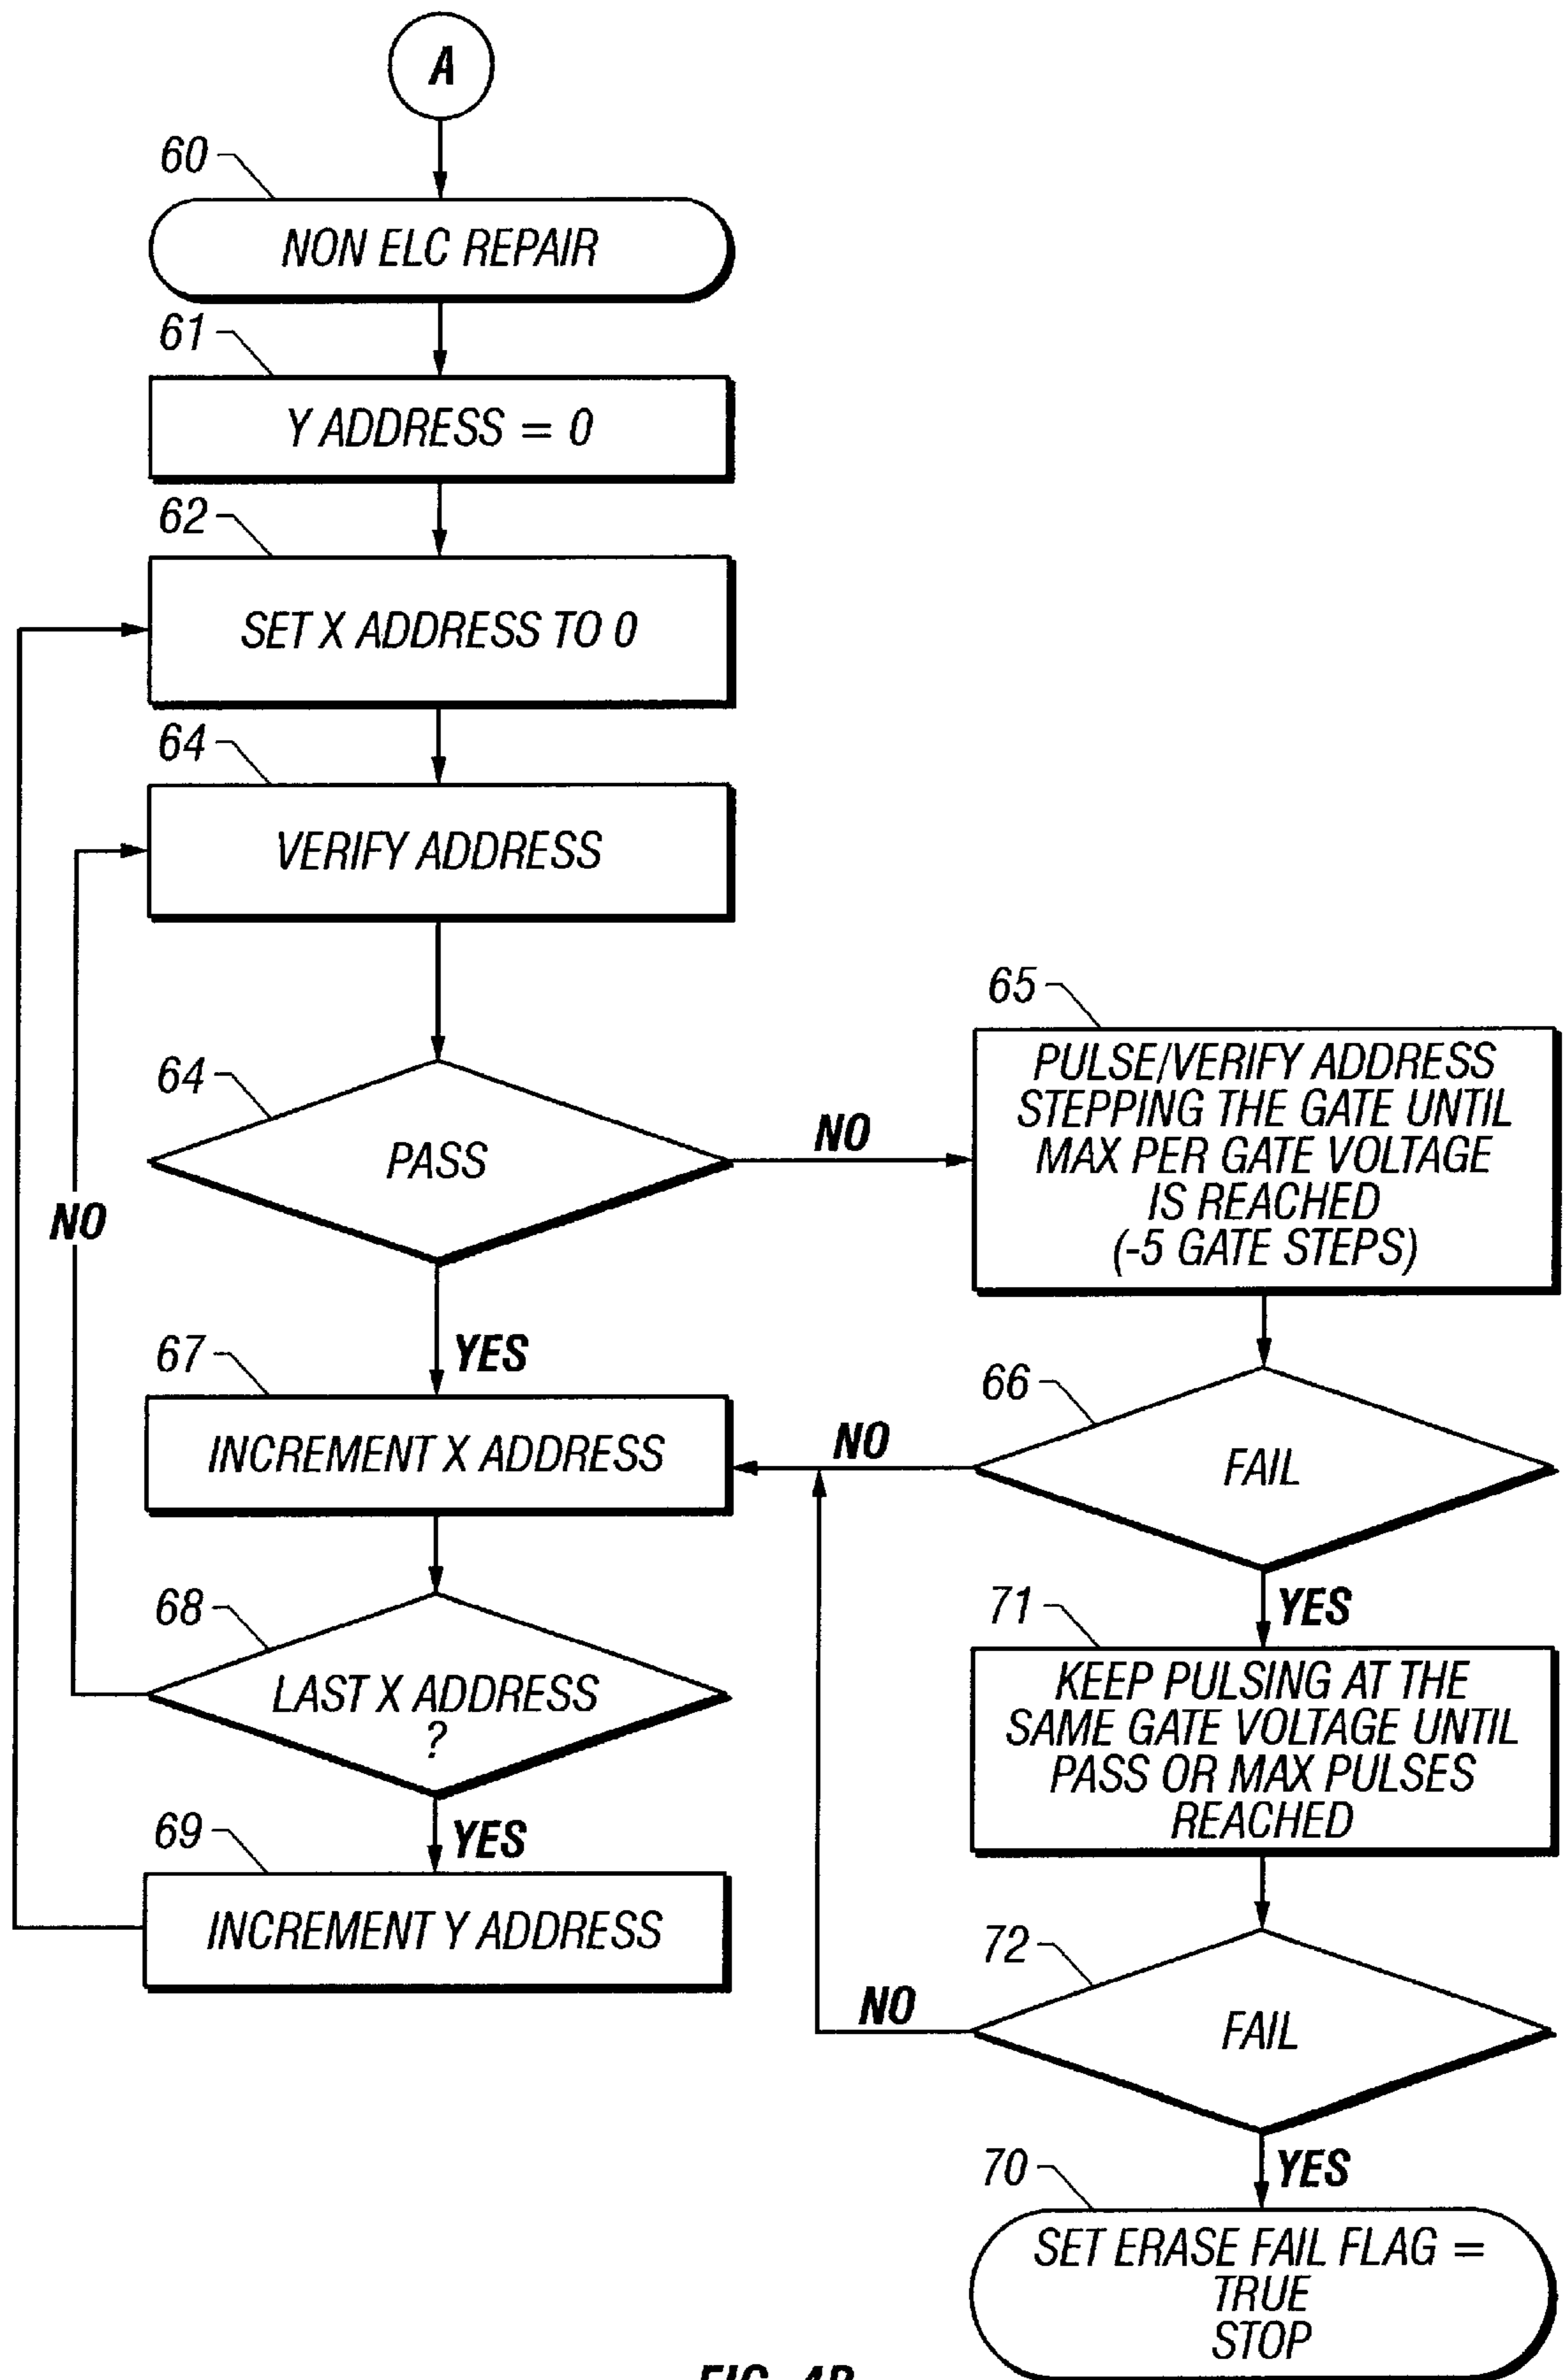 A
60
NON ELC REPAIR
61
Y ADDRESS = 0
62
SET X ADDRESS TO 0
64
VERIFY ADDRESS
64
PASS
NO
YES
65
PULSE/VERIFY ADDRESS
STEPPING THE GATE UNTIL
MAX PER GATE VOLTAGE
IS REACHED
(-5 GATE STEPS)
66
FAIL
NO
YES
67
INCREMENT X ADDRESS
68
LAST X ADDRESS
?
NO
YES
69
INCREMENT Y ADDRESS
71
KEEP PULSING AT THE
SAME GATE VOLTAGE UNTIL
PASS OR MAX PULSES
REACHED
72
FAIL
NO
YES
70
SET ERASE FAIL FLAG =
TRUE
STOP
FIG. 4B